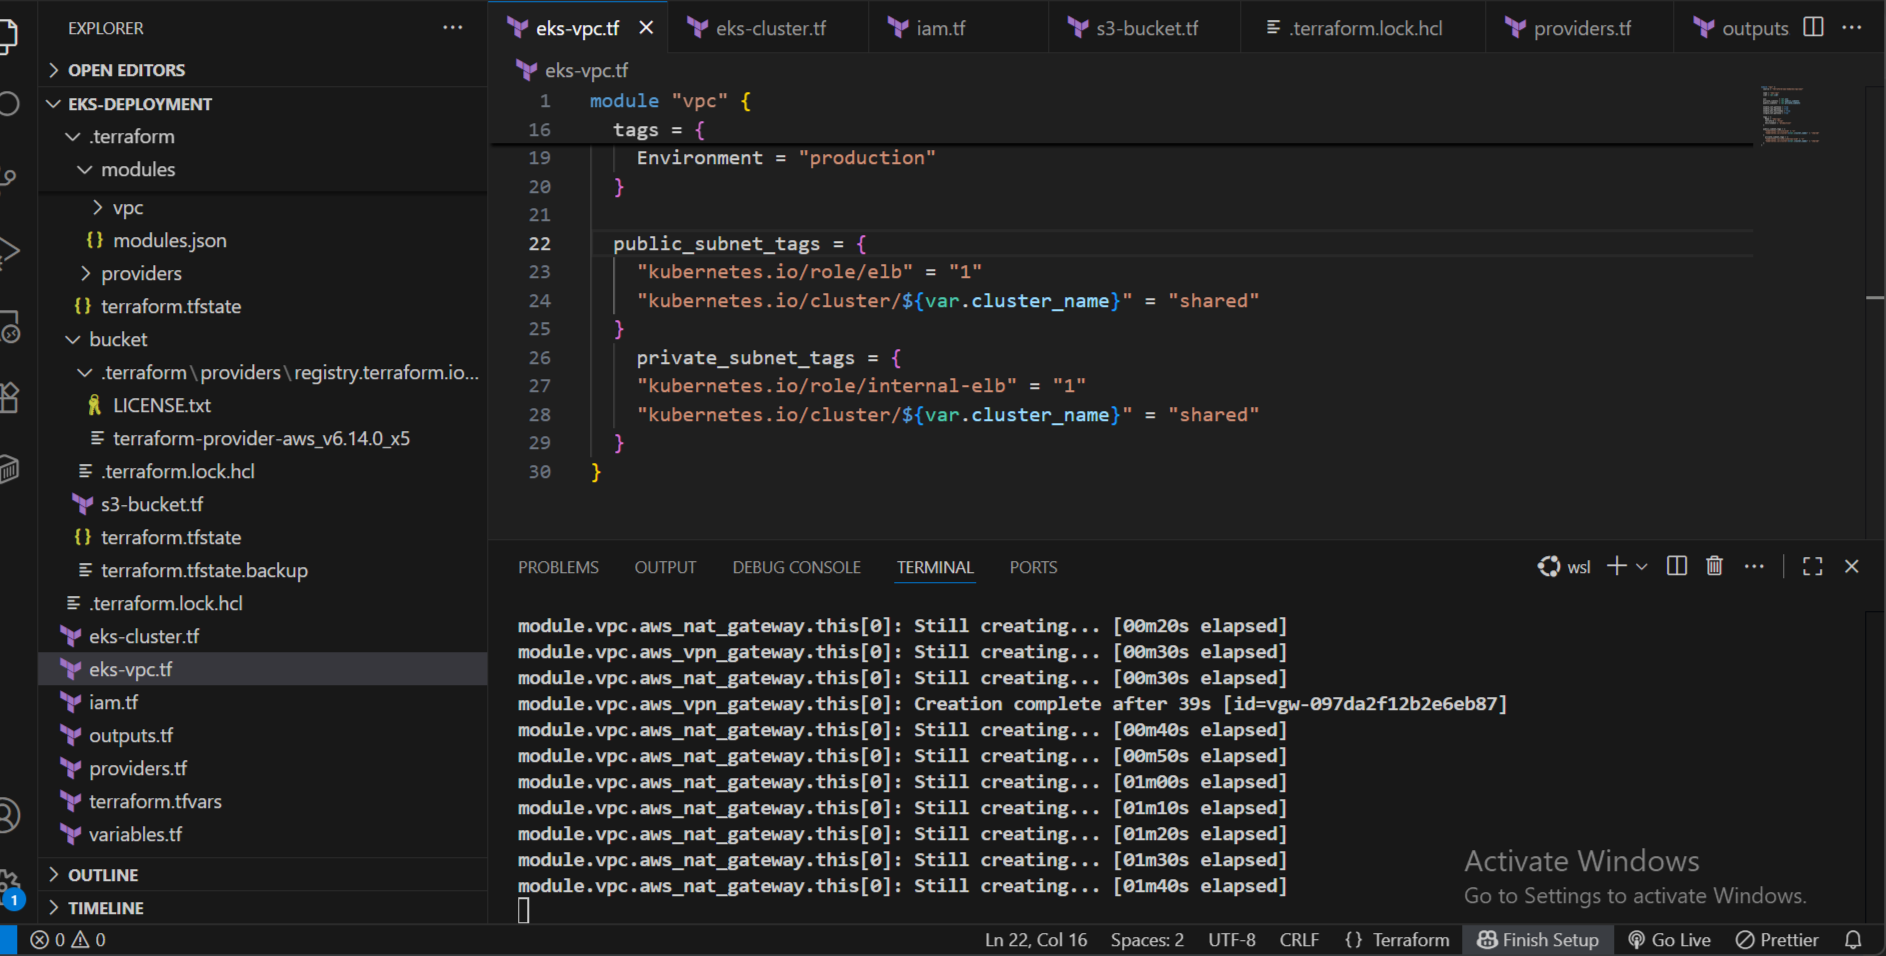 EXPLORER
OPEN EDITORS
EKS-DEPLOYMENT
.terraform
modules
vpc
{} modules.json
providers
{} terraform.tfstate
bucket
.terraform\providers\registry.terraform.io...
LICENSE.txt
terraform-provider-aws_v6.14.0_x5
.terraform.lock.hcl
s3-bucket.tf
{} terraform.tfstate
terraform.tfstate.backup
.terraform.lock.hcl
eks-cluster.tf
eks-vpc.tf
iam.tf
outputs.tf
providers.tf
terraform.tfvars
variables.tf
OUTLINE
TIMELINE
1
eks-vpc.tf
eks-cluster.tf
iam.tf
s3-bucket.tf
.terraform.lock.hcl
providers.tf
outputs
eks-vpc.tf
1 module "vpc" {
16 tags = {
19 Environment = "production"
20 }
21
22 public_subnet_tags = {
23 "kubernetes.io/role/elb" = "1"
24 "kubernetes.io/cluster/${var.cluster_name}" = "shared"
25 }
26 private_subnet_tags = {
27 "kubernetes.io/role/internal-elb" = "1"
28 "kubernetes.io/cluster/${var.cluster_name}" = "shared"
29 }
30 }
PROBLEMS OUTPUT DEBUG CONSOLE TERMINAL PORTS
wsl
module.vpc.aws_nat_gateway.this[0]: Still creating... [00m20s elapsed]
module.vpc.aws_vpn_gateway.this[0]: Still creating... [00m30s elapsed]
module.vpc.aws_nat_gateway.this[0]: Still creating... [00m30s elapsed]
module.vpc.aws_vpn_gateway.this[0]: Creation complete after 39s [id=vgw-097da2f12b2e6eb87]
module.vpc.aws_nat_gateway.this[0]: Still creating... [00m40s elapsed]
module.vpc.aws_nat_gateway.this[0]: Still creating... [00m50s elapsed]
module.vpc.aws_nat_gateway.this[0]: Still creating... [01m00s elapsed]
module.vpc.aws_nat_gateway.this[0]: Still creating... [01m10s elapsed]
module.vpc.aws_nat_gateway.this[0]: Still creating... [01m20s elapsed]
module.vpc.aws_nat_gateway.this[0]: Still creating... [01m30s elapsed]
module.vpc.aws_nat_gateway.this[0]: Still creating... [01m40s elapsed]
Activate Windows
Go to Settings to activate Windows.
0 0 Ln 22, Col 16 Spaces: 2 UTF-8 CRLF {} Terraform Finish Setup Go Live Prettier